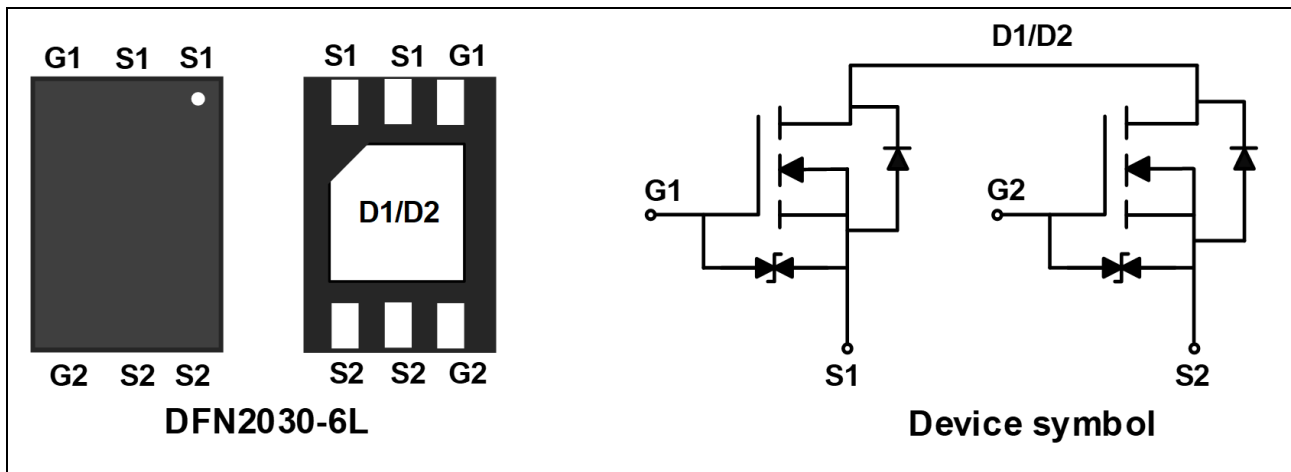 G1 S1 S1
G2 S2 S2
S1 S1 G1
D1/D2
S2 S2 G2
DFN2030-6L
D1/D2
G1
G2
S1
S2
Device symbol